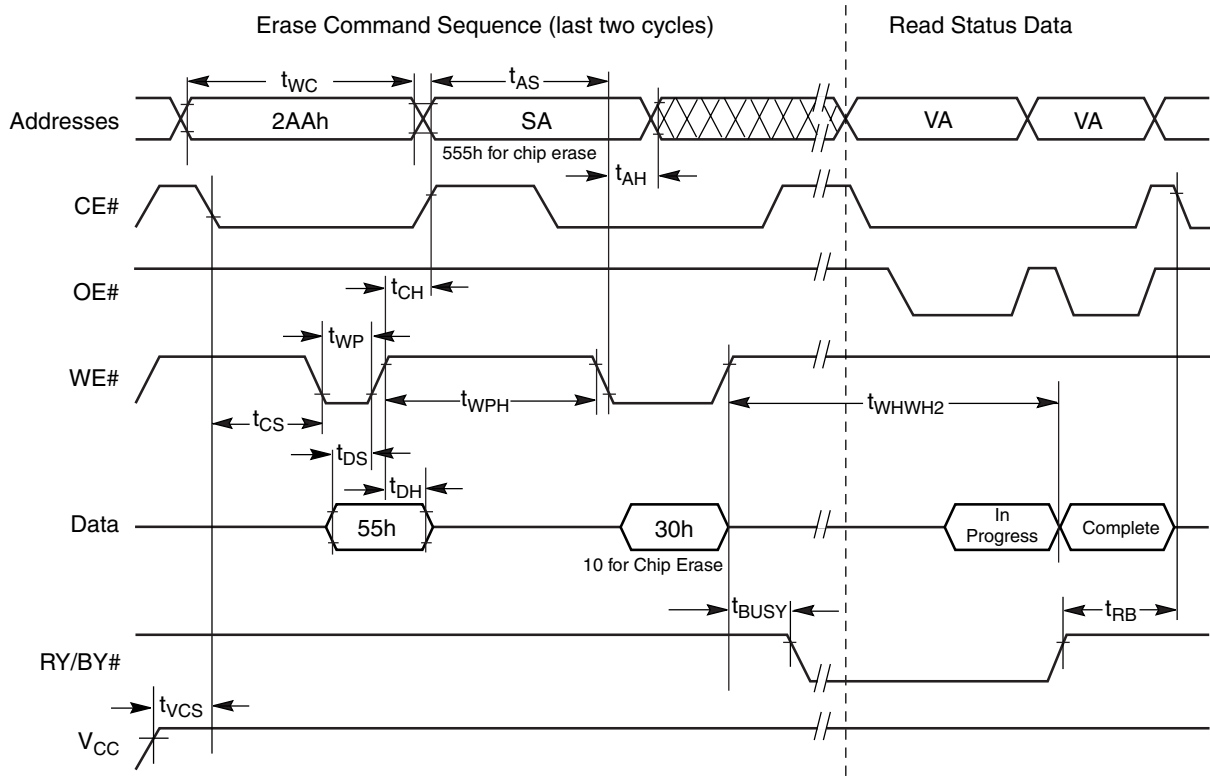 Erase Command Sequence (last two cycles)
Read Status Data
tWC
tAS
Addresses
2AAh
SA
VA
VA
555h for chip erase
tAH
CE#
OE#
tCH
tWP
WE#
tWPH
tWHWH2
tCS
tDS
tDH
Data
55h
30h
In
Progress
Complete
10 for Chip Erase
tBUSY
tRB
RY/BY#
tVCS
VCC